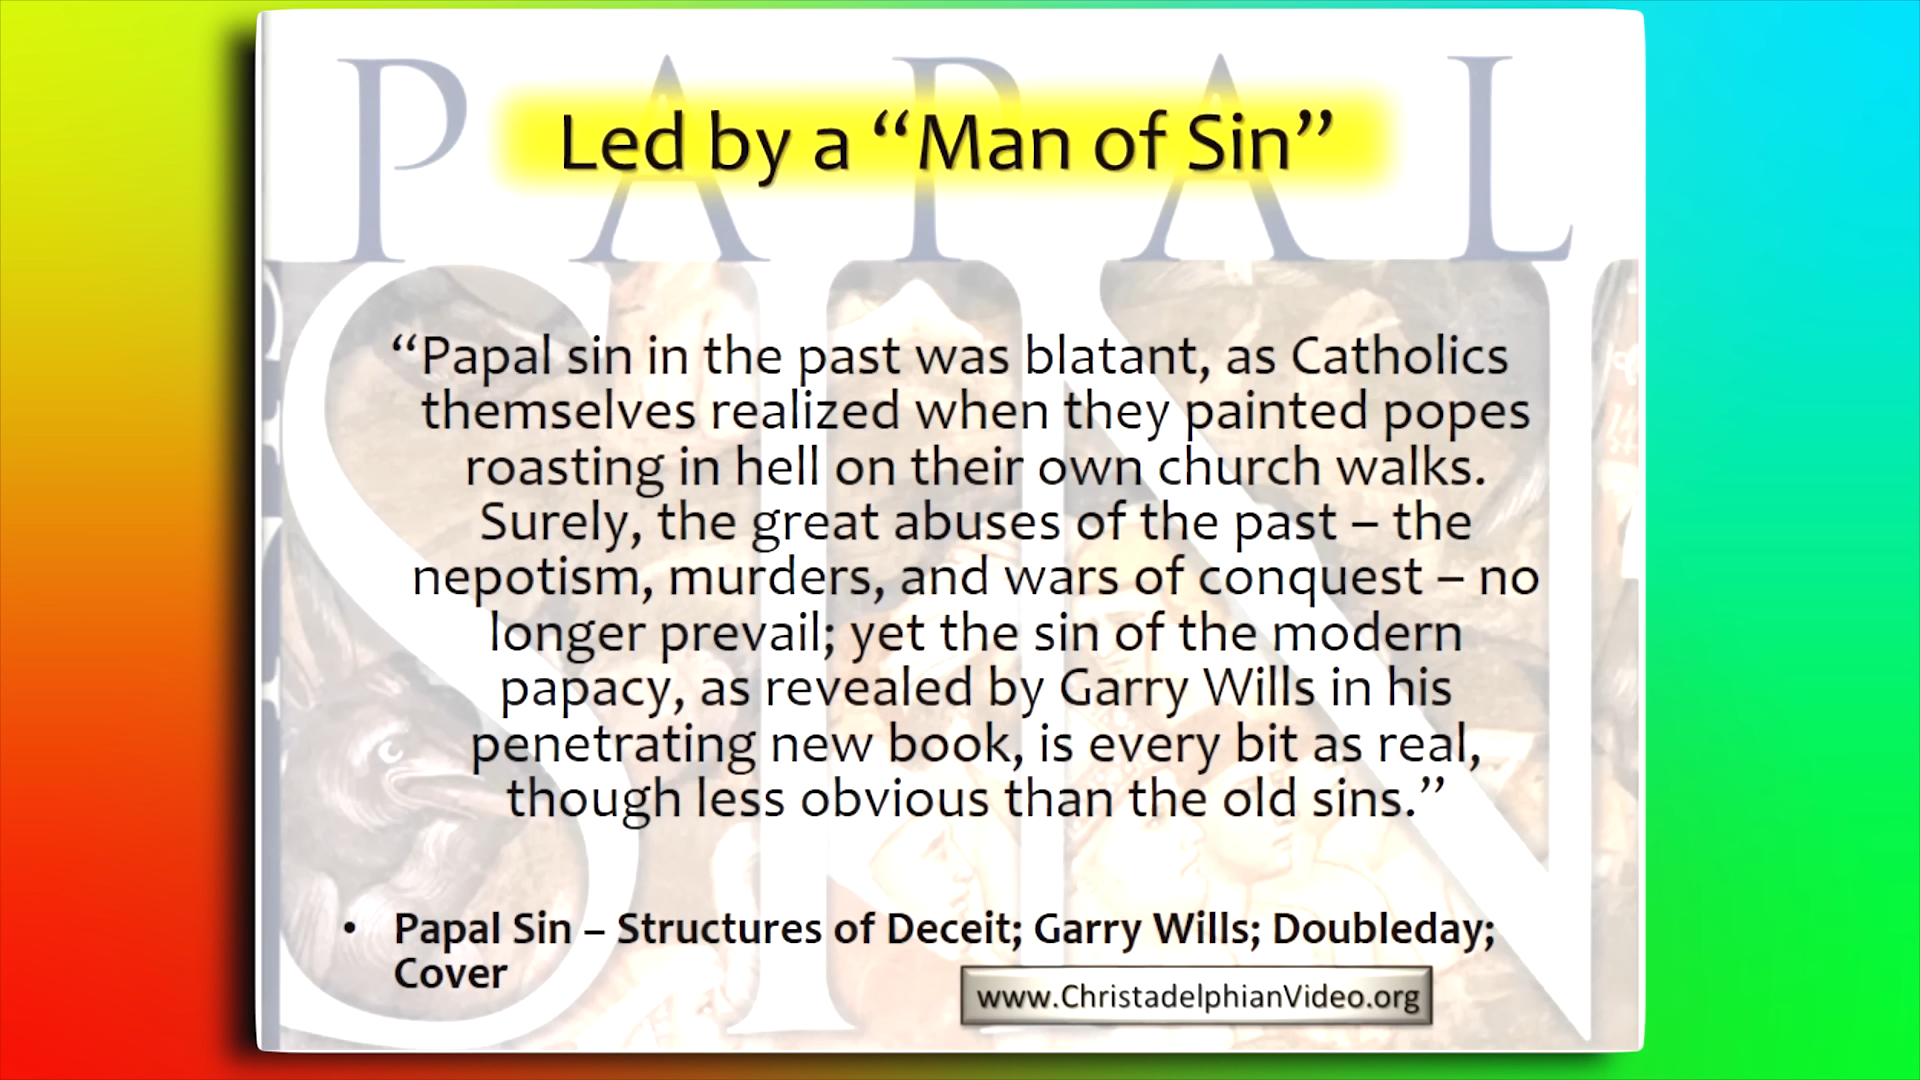 PAPAL
Led by a “Man of Sin”
SIN
“Papal sin in the past was blatant, as Catholics
themselves realized when they painted popes
roasting in hell on their own church walks.
Surely, the great abuses of the past – the
nepotism, murders, and wars of conquest – no
longer prevail; yet the sin of the modern
papacy, as revealed by Garry Wills in his
penetrating new book, is every bit as real,
though less obvious than the old sins.”
• Papal Sin – Structures of Deceit; Garry Wills; Doubleday;
Cover
www.ChristadelphianVideo.org